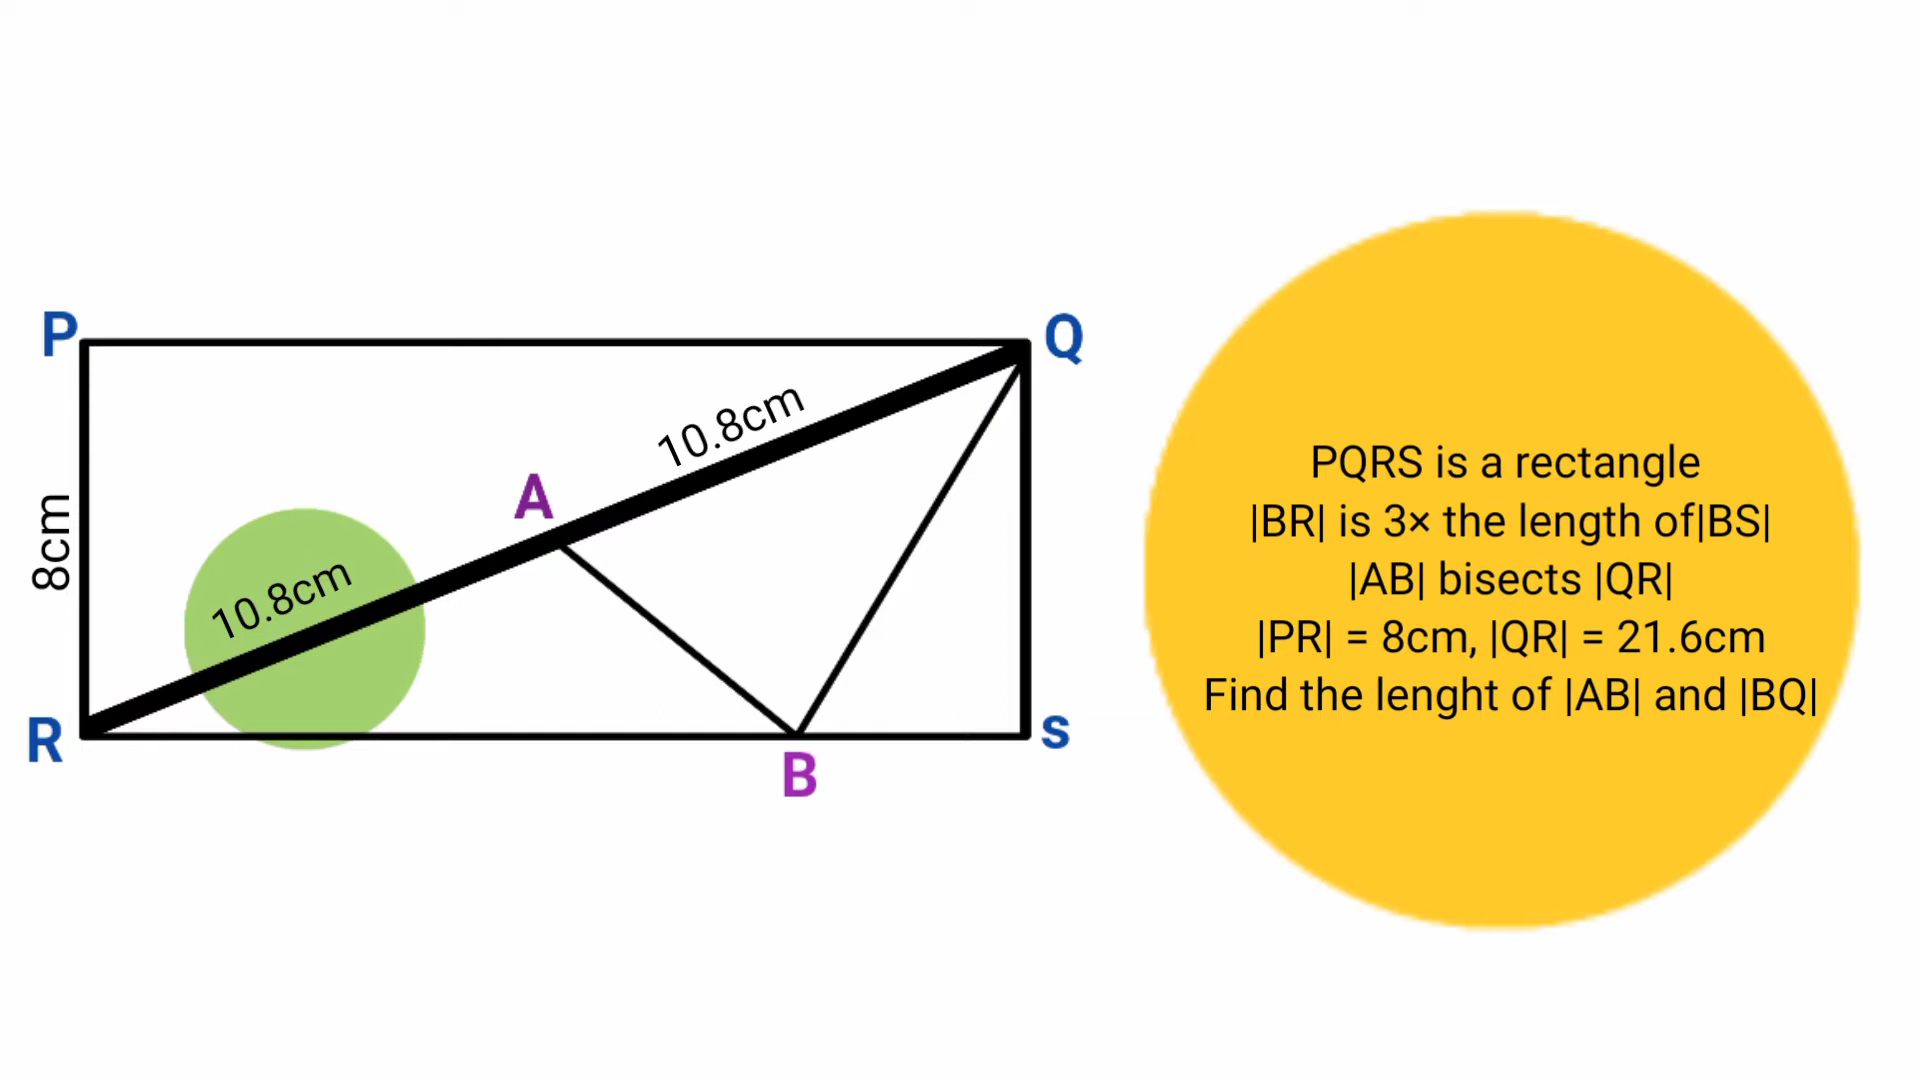 P
Q
10.8cm
A
8cm
10.8cm
R
s
B
PQRS is a rectangle
|BR| is 3× the length of|BS|
|AB| bisects |QR|
|PR| = 8cm, |QR| = 21.6cm
Find the lenght of |AB| and |BQ|